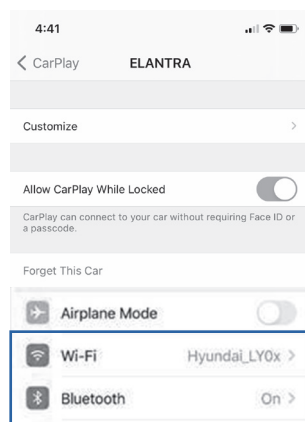 4:41
CarPlay ELANTRA
Customize
Allow CarPlay While Locked
CarPlay can connect to your car without requiring Face ID or
a passcode.
Forget This Car
Airplane Mode
Wi-Fi Hyundai_LY0x
Bluetooth On